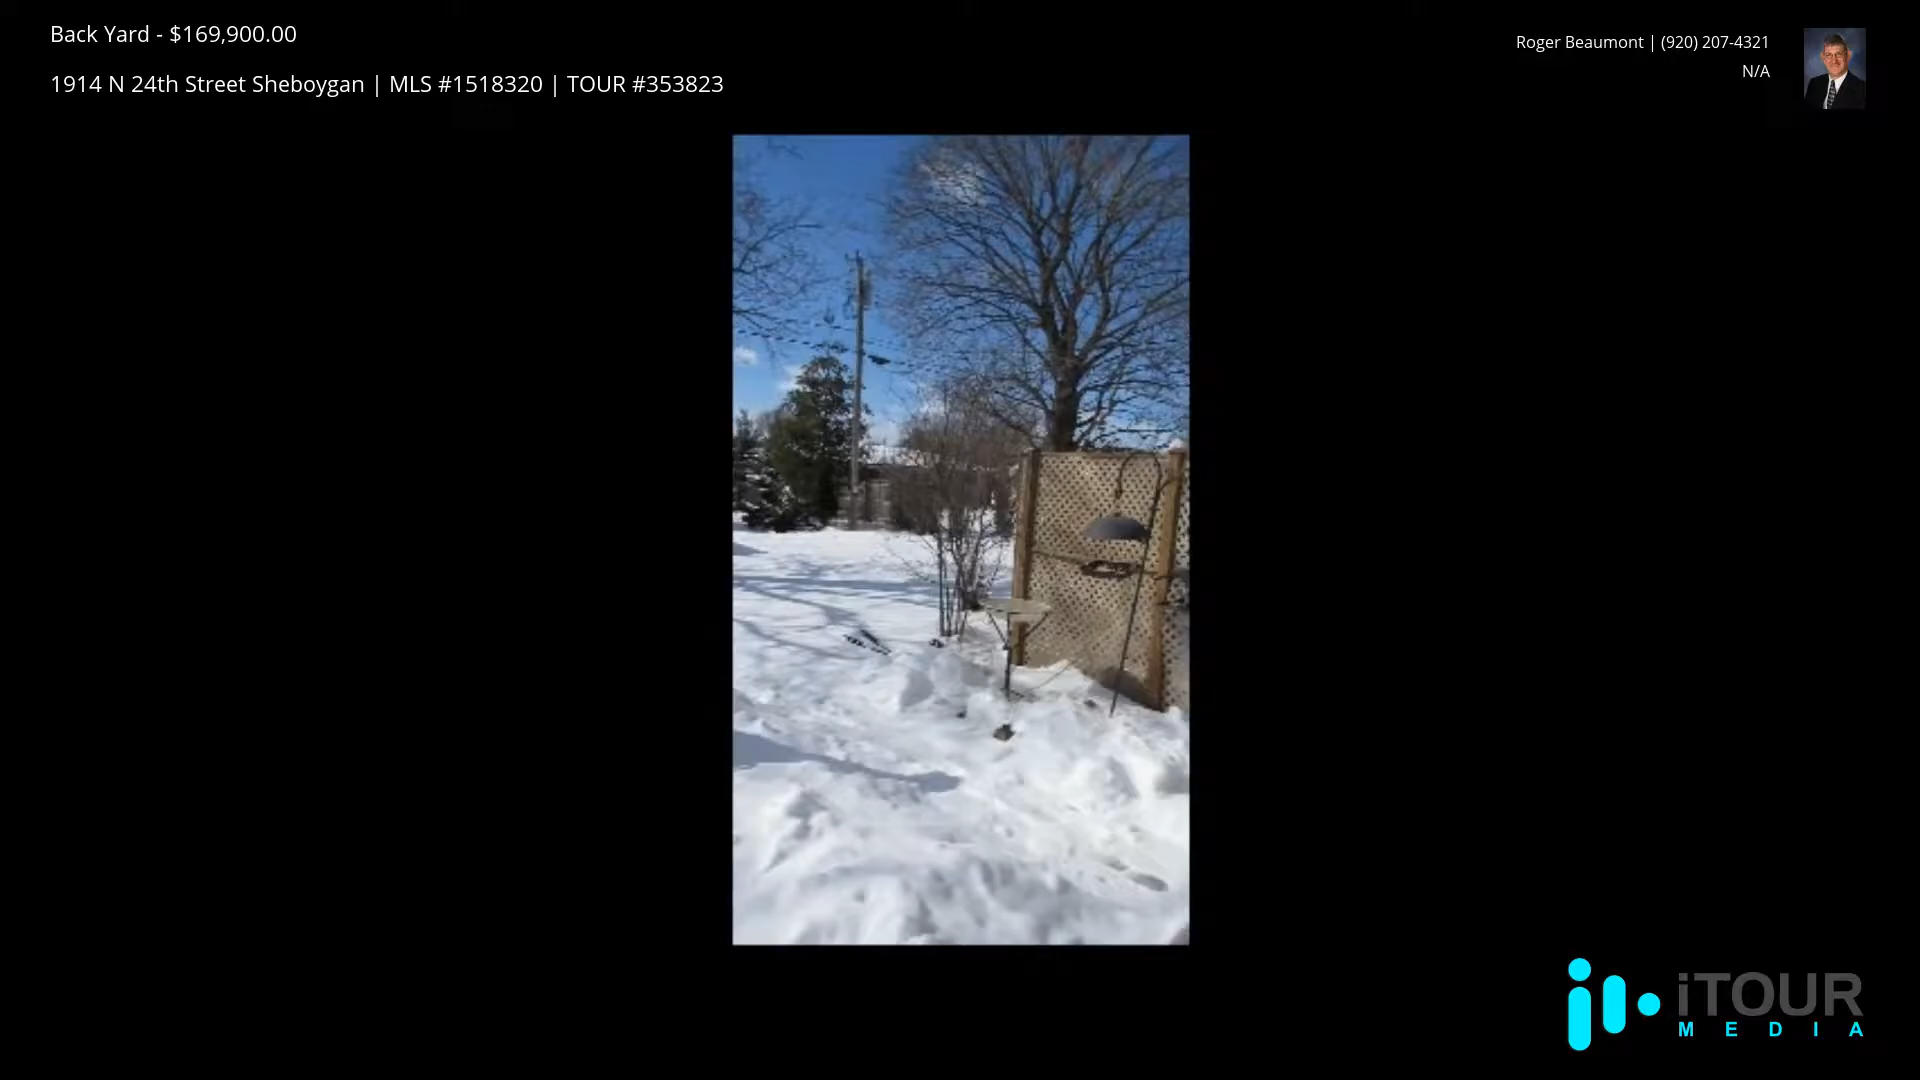 Back Yard - $169,900.00
1914 N 24th Street Sheboygan | MLS #1518320 | TOUR #353823
Roger Beaumont | (920) 207-4321
N/A
iTOUR
MEDIA